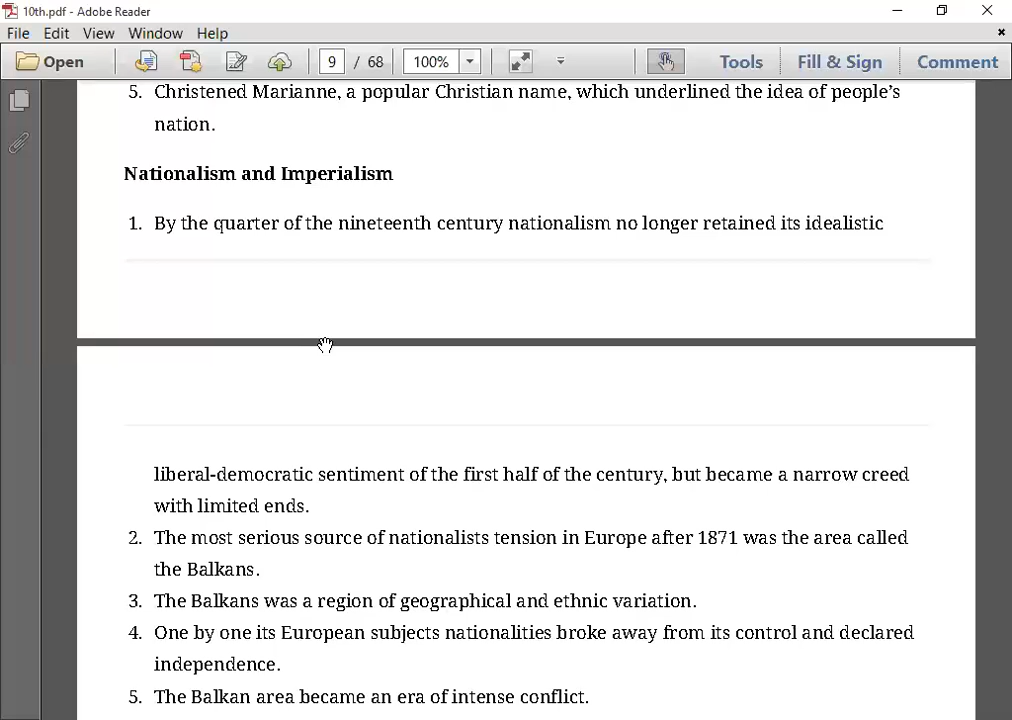 10th.pdf - Adobe Reader
File Edit View Window Help
Open 9 / 68 100% Tools Fill & Sign Comment
5. Christened Marianne, a popular Christian name, which underlined the idea of people’s
nation.
Nationalism and Imperialism
1. By the quarter of the nineteenth century nationalism no longer retained its idealistic
liberal-democratic sentiment of the first half of the century, but became a narrow creed
with limited ends.
2. The most serious source of nationalists tension in Europe after 1871 was the area called
the Balkans.
3. The Balkans was a region of geographical and ethnic variation.
4. One by one its European subjects nationalities broke away from its control and declared
independence.
5. The Balkan area became an era of intense conflict.